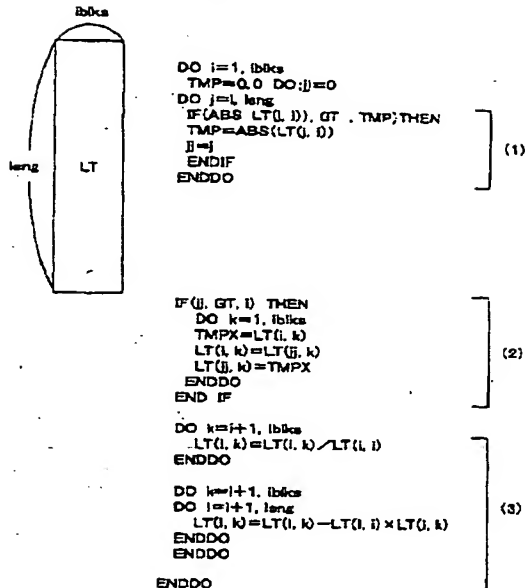 iblks
DO i=1, iblks
TMP=0.0 DO;jj=0
DO j=i, leng
IF(ABS LT(j, i)), GT , TMP;THEN
TMP=ABS(LT(j, i))
jj=j
ENDIF
ENDDO
(1)
leng
LT
IF(jj, GT, i) THEN
DO k=1, iblks
TMPX=LT(i, k)
LT(i, k)=LT(jj, k)
LT(jj, k)=TMPX
ENDDO
END IF
(2)
DO k=i+1, iblks
LT(i, k)=LT(i, k)/LT(i, i)
ENDDO
DO k=i+1, iblks
DO l=i+1, leng
LT(l, k)=LT(l, k)-LT(l, i)×LT(i, k)
ENDDO
ENDDO
(3)
ENDDO